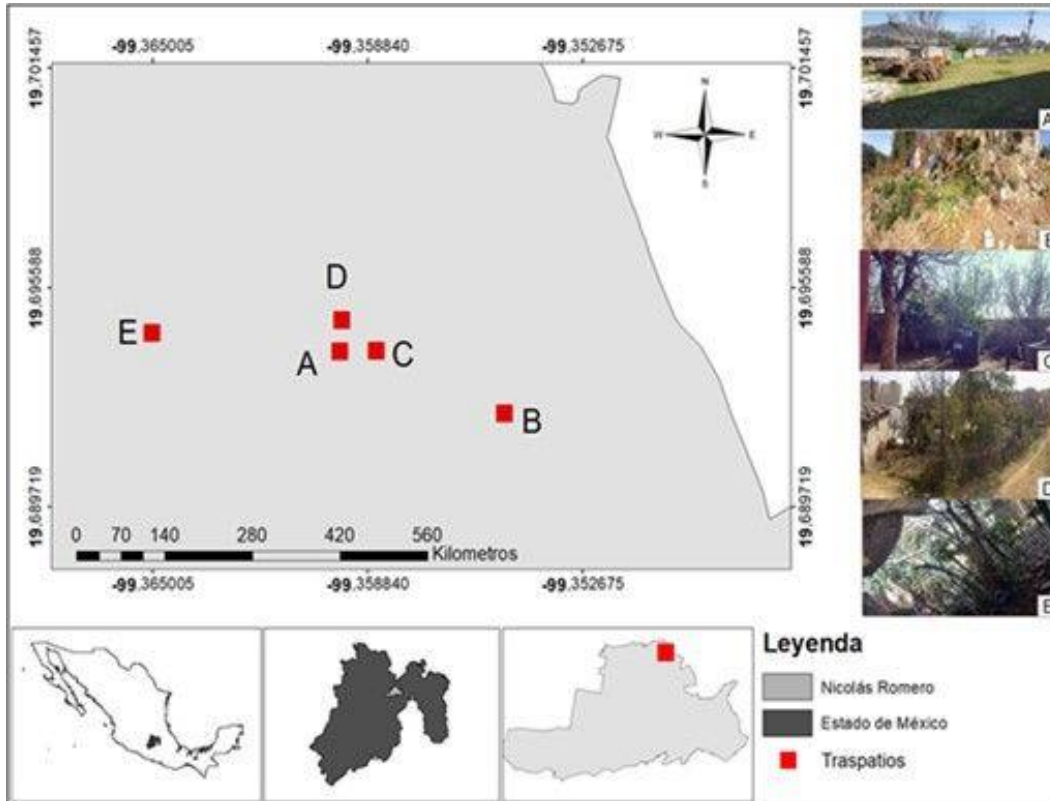 -99.365005 -99.358840 -99.352675
19.701457 19.701457
N
W E
S
A
B
C
D
E
19.695588 19.695588
D
E
A C
B
19.689719 19.689719
0 70 140 280 420 560
Kilometros
-99.365005 -99.358840 -99.352675
Leyenda
Nicolás Romero
Estado de México
Traspatios